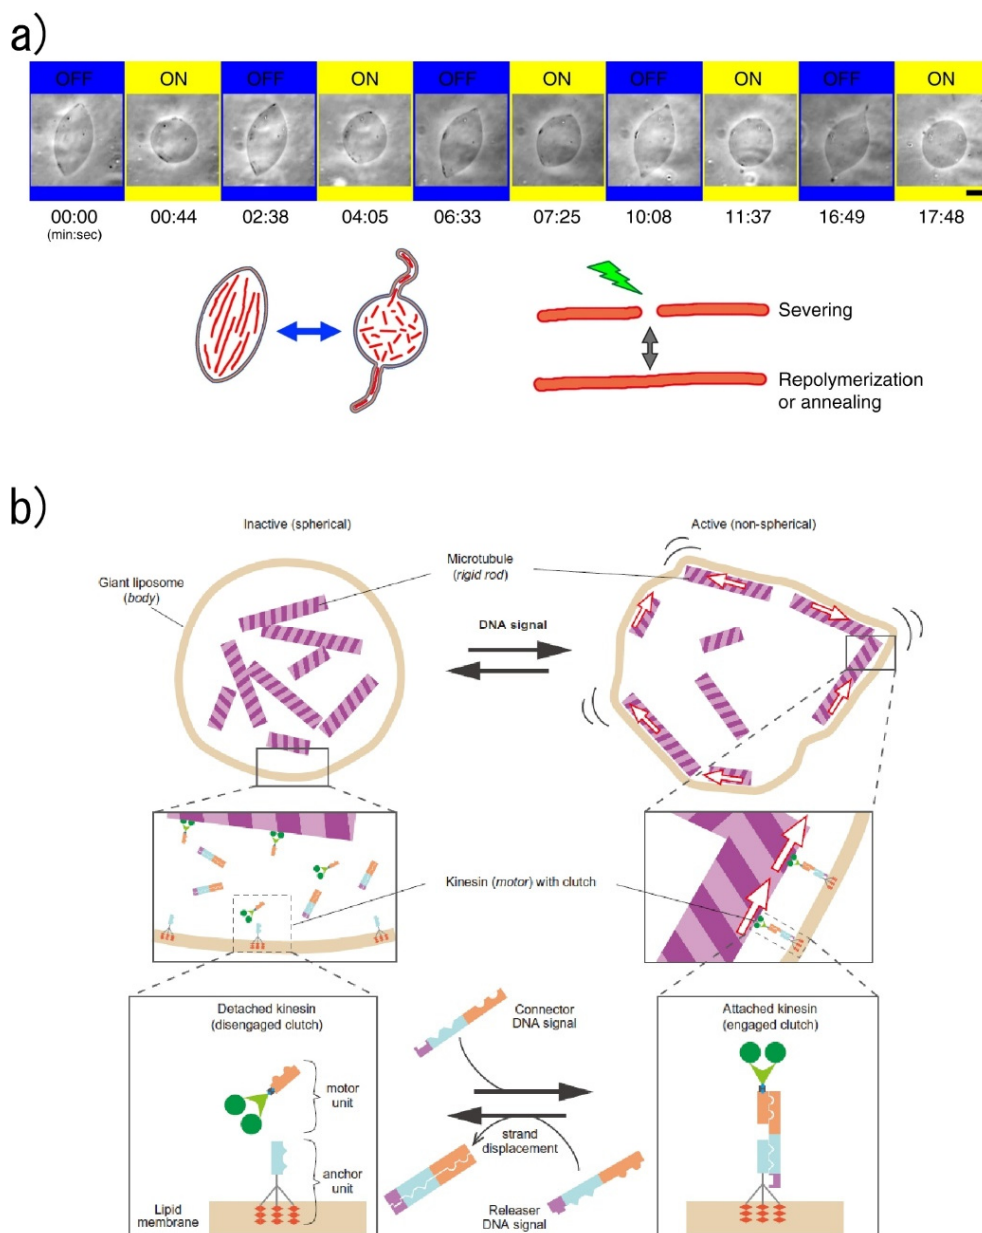 a)
OFF ON OFF ON OFF ON OFF ON OFF ON
00:00 00:44 02:38 04:05 06:33 07:25 10:08 11:37 16:49 17:48
(min:sec)
Severing
Repolymerization
or annealing
b)
Inactive (spherical)
Active (non-spherical)
Giant liposome
(body)
Microtubule
(rigid rod)
DNA signal
Kinesin (motor) with clutch
Detached kinesin
(disengaged clutch)
motor
unit
anchor
unit
Lipid
membrane
Connector
DNA signal
strand
displacement
Releaser
DNA signal
Attached kinesin
(engaged clutch)